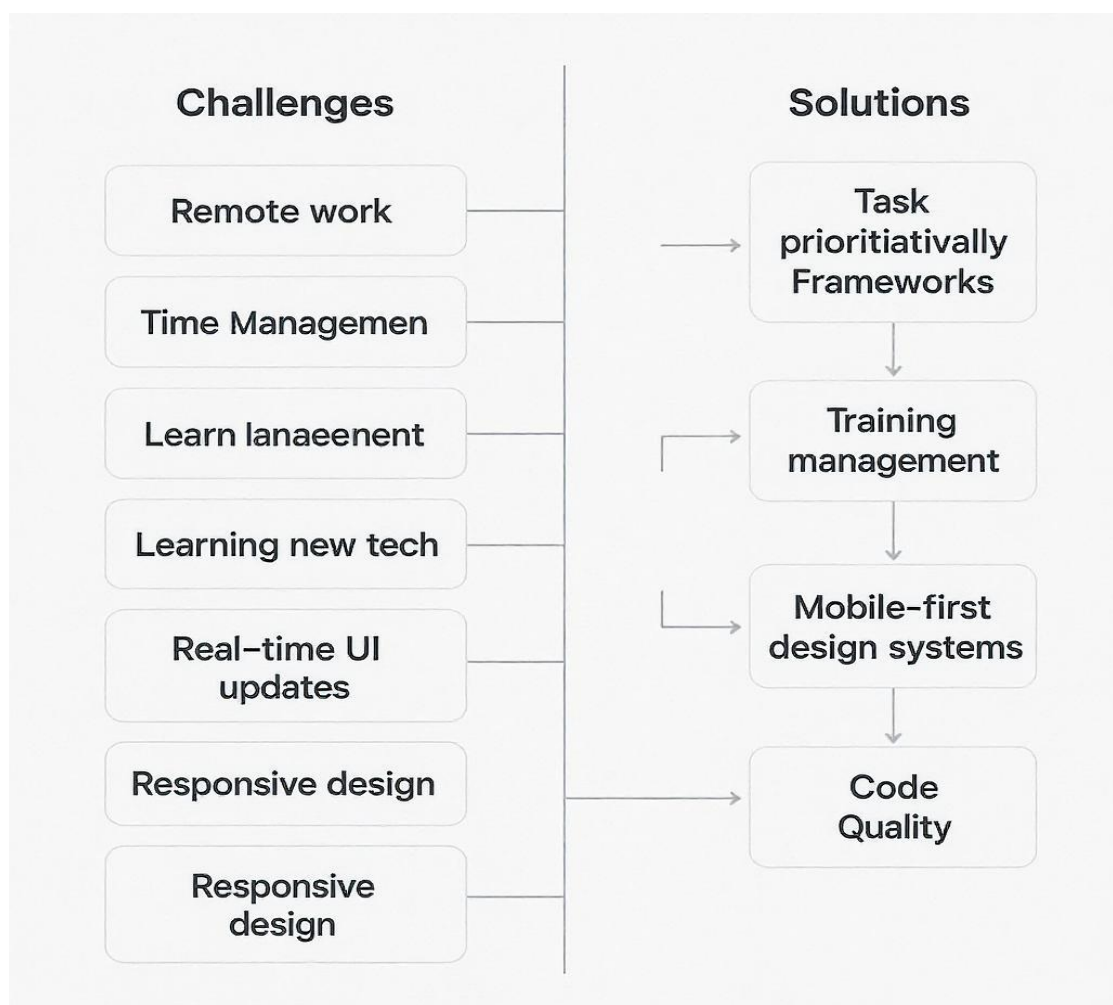 Challenges
Remote work
Time Managemen
Learn lanaeenent
Learning new tech
Real-time UI
updates
Responsive design
Responsive
design
Solutions
Task
prioritiativally
Frameworks
Training
management
Mobile-first
design systems
Code
Quality